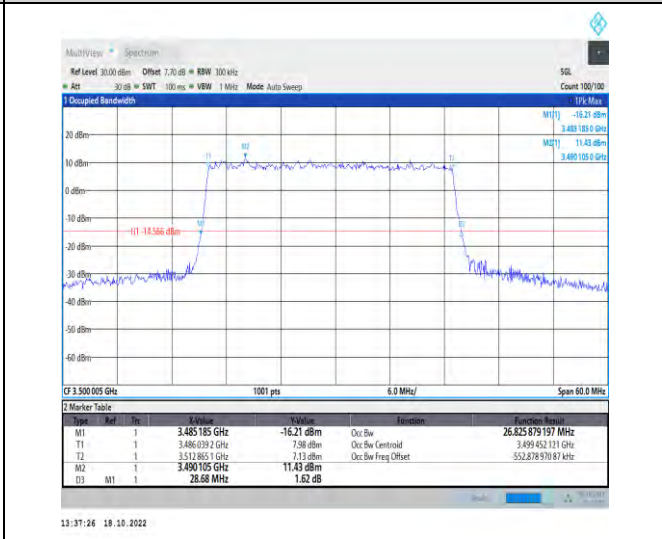 MultiView Spectrum
Ref Level 30.00 dBm Offset 7.70 dB RBW 300 kHz SGL
Att 30 dB SWT 100 ms VBW 1 MHz Mode Auto Sweep Count 100/100
1 Occupied Bandwidth 1Pk Max
M1[1] -16.21 dBm
3.485 185 0 GHz
M2[1] 11.43 dBm
3.490 105 0 GHz
20 dBm
T1 M2 T2
10 dBm
0 dBm
-10 dBm
M1 D3
H1 -14.566 dBm
-20 dBm
-30 dBm
-40 dBm
-50 dBm
-60 dBm
CF 3.500 005 GHz 1001 pts 6.0 MHz/ Span 60.0 MHz
2 Marker Table
Type Ref Trc X-Value Y-Value Function Function Result
M1 1 3.485 185 GHz -16.21 dBm Occ Bw 26.825 879 197 MHz
T1 1 3.486 039 2 GHz 7.98 dBm Occ Bw Centroid 3.499 452 121 GHz
T2 1 3.512 865 1 GHz 7.13 dBm Occ Bw Freq Offset -552.878 970 87 kHz
M2 1 3.490 105 GHz 11.43 dBm
D3 M1 1 28.68 MHz 1.62 dB
13:37:26 18.10.2022